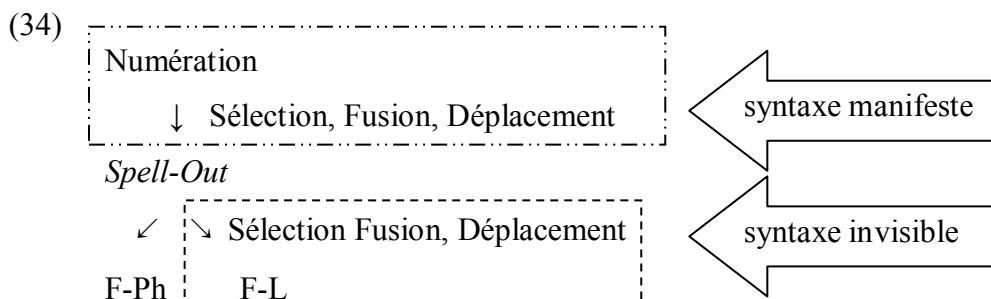 (34)
Numération
↓ Sélection, Fusion, Déplacement
syntaxe manifeste
Spell-Out
↙ ↘ Sélection Fusion, Déplacement
syntaxe invisible
F-Ph F-L